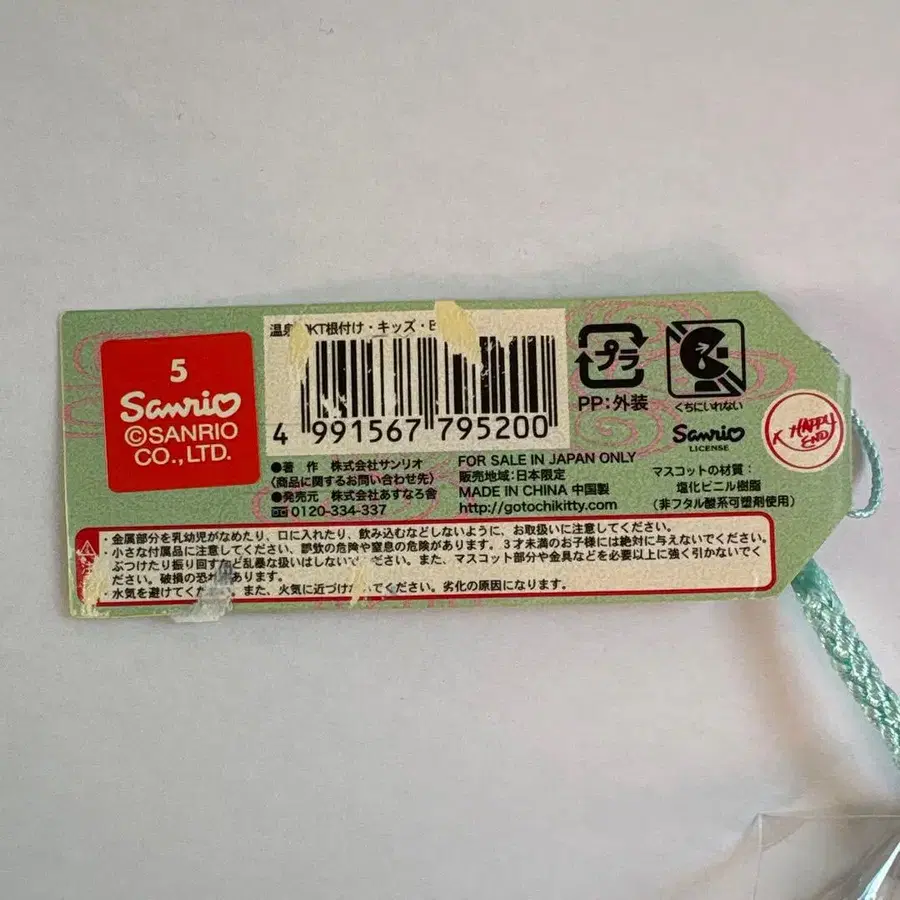 5
Sanrio
©SANRIO
CO.,LTD.
KT根付け・キッズ・
4 991567 795200
●著 作 株式会社サンリオ
〈商品に関するお問い合わせ先〉
●発売元 株式会社あすなろ舎
0120-334-337
FOR SALE IN JAPAN ONLY
販売地域:日本限定
MADE IN CHINA 中国製
http://gotochikitty.com
プラ
PP:外装
くちにいれない
Sanrio
LICENSE
マスコットの材質:
塩化ビニル樹脂
(非フタル酸系可塑剤使用)
HAPPY
END
・金属部分を乳幼児がなめたり、口に入れたり、飲み込むなどしないように、お取扱いに注意してください。
・小さな付属品に注意してください、誤飲の危険や窒息の危険があります。3才未満のお子様には絶対に与えないでください。
ぶつけたり振り回すなど乱暴な扱いはしないで ださい。また、マスコット部分や金具などを必要以上に強く引かないでく
ださい。破損の恐れ あります。
・水気を避けてく い。また、火気に近づけ てください。劣化の原因になります。